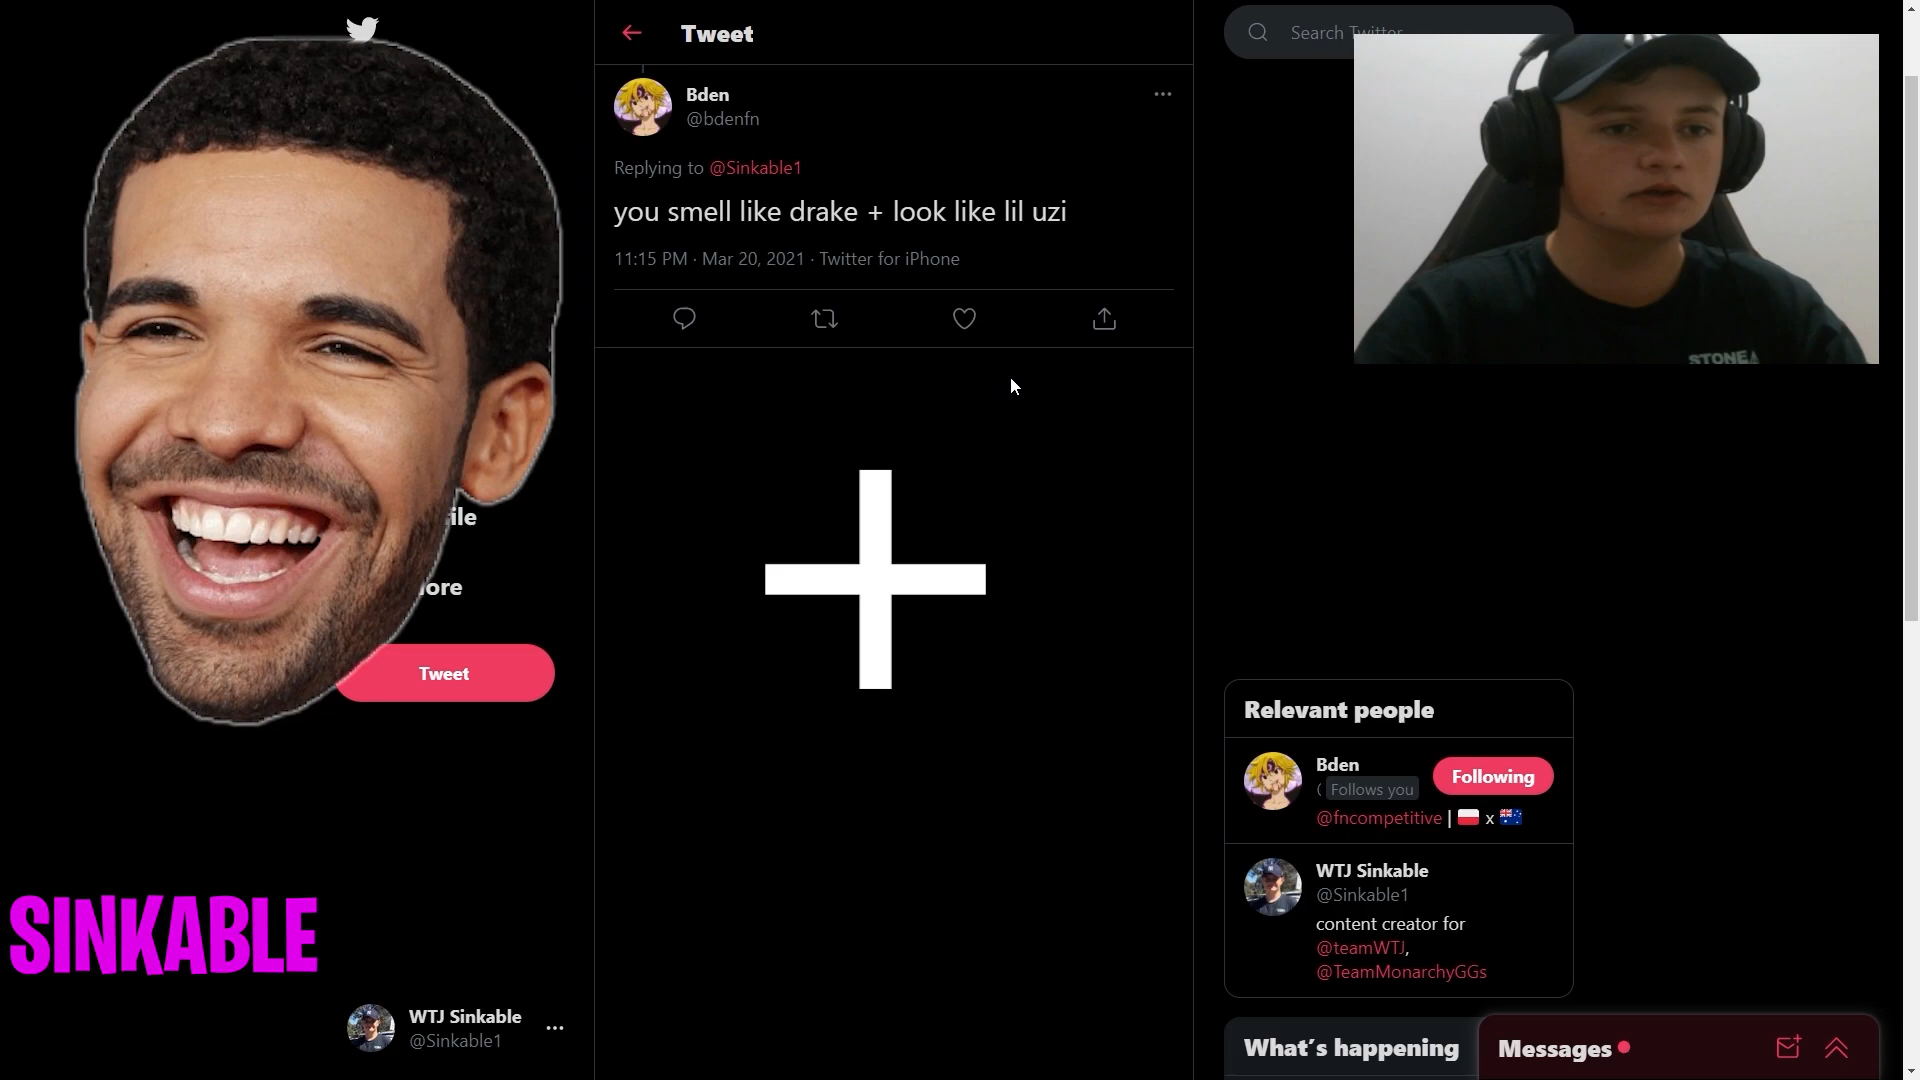 Tweet
Search Twitter
Bden
@bdenfn
Replying to @Sinkable1
you smell like drake + look like lil uzi
11:15 PM · Mar 20, 2021 · Twitter for iPhone
STONE
file
ore
Tweet
Relevant people
Bden
Following
( Follows you
@fncompetitive | x
WTJ Sinkable
@Sinkable1
content creator for
@teamWTJ,
@TeamMonarchyGGs
SINKABLE
WTJ Sinkable
@Sinkable1
What's happening
Messages